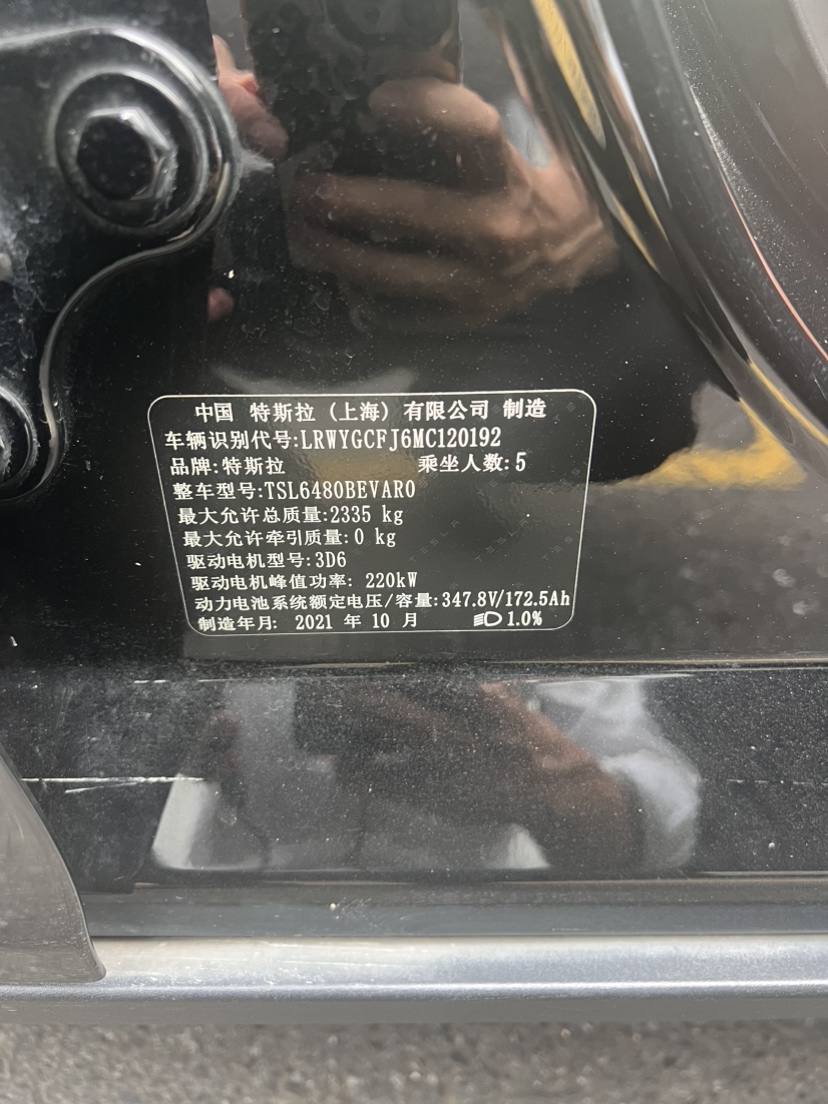 中国 特斯拉 (上海) 有限公司 制造
车辆识别代号:LRWYGCFJ6MC120192
品牌:特斯拉 乘坐人数:5
整车型号:TSL6480BEVAR0
最大允许总质量:2335 kg
最大允许牵引质量:0 kg
驱动电机型号:3D6
驱动电机峰值功率: 220kW
动力电池系统额定电压/容量:347.8V/172.5Ah
制造年月: 2021 年 10 月 1.0%